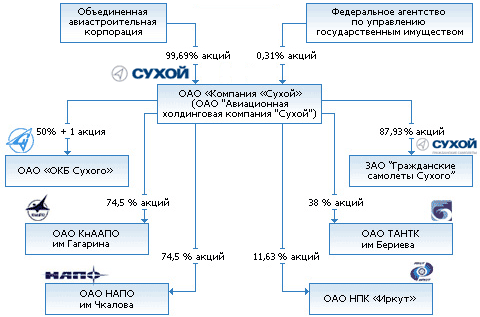 Объединенная
авиастроительная
корпорация
Федеральное агентство
по управлению
государственным имуществом
99,69% акций
0,31% акций
СУХОЙ
ОАО «Компания «Сухой»
(ОАО "Авиационная
холдинговая компания "Сухой")
50% + 1 акция
87,93% акций
СУХОЙ
ОАО «ОКБ Сухого»
ЗАО "Гражданские
самолеты Сухого"
74,5 % акций
38 % акций
ОАО КнААПО
им Гагарина
ОАО ТАНТК
им Бериева
74,5 % акций
11,63 % акций
НАПО
ОАО НАПО
им Чкалова
ОАО НПК «Иркут»